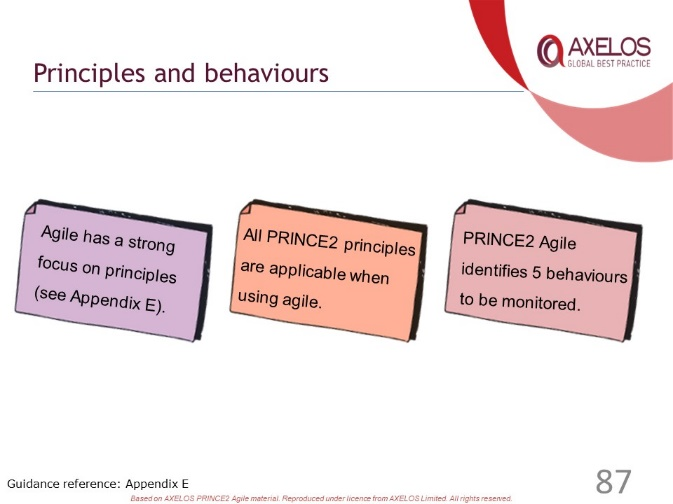 AXELOS
GLOBAL BEST PRACTICE
Principles and behaviours
Agile has a strong
focus on principles
(see Appendix E).
All PRINCE2 principles
are applicable when
using agile.
PRINCE2 Agile
identifies 5 behaviours
to be monitored.
Guidance reference: Appendix E
87
Based on AXELOS PRINCE2 Agile material. Reproduced under licence from AXELOS Limited. All rights reserved.